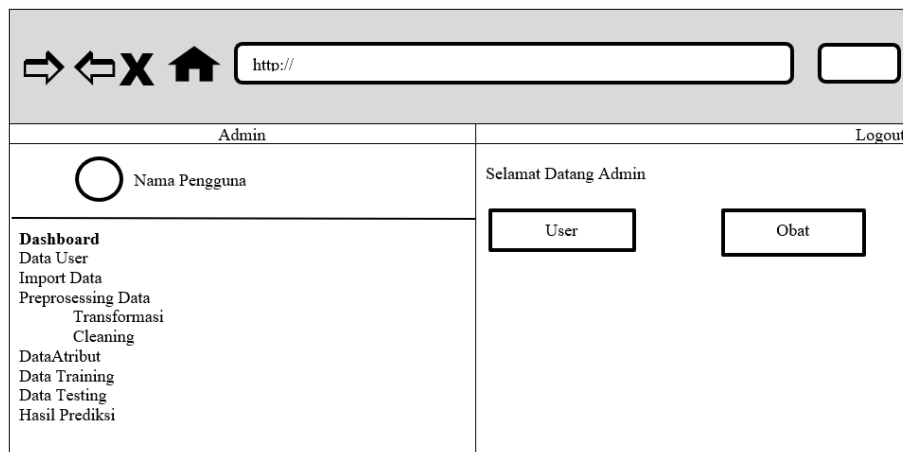 http://
Admin
Logout
Nama Pengguna
Selamat Datang Admin
User
Obat
Dashboard
Data User
Import Data
Preprosessing Data
Transformasi
Cleaning
DataAtribut
Data Training
Data Testing
Hasil Prediksi